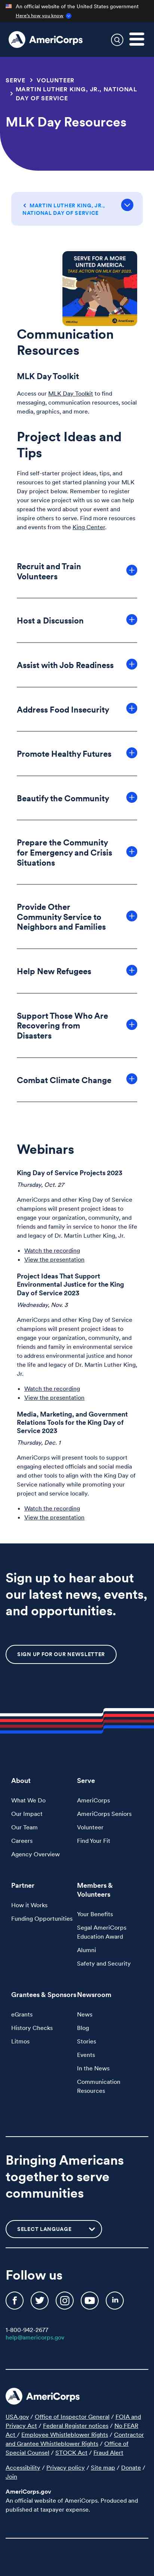 An official website of the United States government
Here's how you know
AmeriCorps
SERVE > VOLUNTEER
> MARTIN LUTHER KING, JR., NATIONAL
DAY OF SERVICE
MLK Day Resources
< MARTIN LUTHER KING, JR.,
NATIONAL DAY OF SERVICE
SERVE FOR A MORE
UNITED AMERICA.
TAKE ACTION ON MLK DAY 2023.
AmeriCorps
Communication
Resources
MLK Day Toolkit
Access our MLK Day Toolkit to find
messaging, communication resources, social
media, graphics, and more.
Project Ideas and
Tips
Find self-starter project ideas, tips, and
resources to get started planning your MLK
Day project below. Remember to register
your service project with us so we can help
spread the word about your event and
inspire others to serve. Find more resources
and events from the King Center.
Recruit and Train
Volunteers
Host a Discussion
Assist with Job Readiness
Address Food Insecurity
Promote Healthy Futures
Beautify the Community
Prepare the Community
for Emergency and Crisis
Situations
Provide Other
Community Service to
Neighbors and Families
Help New Refugees
Support Those Who Are
Recovering from
Disasters
Combat Climate Change
Webinars
King Day of Service Projects 2023
Thursday, Oct. 27
AmeriCorps and other King Day of Service
champions will inspire project ideas to
engage your organization, community, and
friends and family in service to honor the life
and legacy of Dr. Martin Luther King, Jr.
• Watch the recording
• View the presentation
Project Ideas That Support
Environmental Justice for the King
Day of Service 2023
Wednesday, Nov. 3
AmeriCorps and other King Day of Service
champions will inspire project ideas to
engage your organization, community, and
friends and family in environmental service
to address environmental justice and honor
the life and legacy of Dr. Martin Luther King,
Jr.
• Watch the recording
• View the presentation
Media, Marketing, and Government
Relations Tools for the King Day of
Service 2023
Thursday, Dec. 1
AmeriCorps will present tools to support
engaging elected officials and social media
and other tools to align with the King Day of
Service nationally while promoting your
service project locally.
• Watch the recording
• View the presentation
Sign up to hear about
our latest news, events,
and opportunities.
SIGN UP FOR OUR NEWSLETTER
About
What We Do
Our Impact
Our Team
Careers
Agency Overview
Serve
AmeriCorps
AmeriCorps Seniors
Volunteer
Find Your Fit
Partner
How it Works
Funding Opportunities
Members &
Volunteers
Your Benefits
Segal AmeriCorps
Education Award
Alumni
Safety and Security
Grantees & Sponsors
eGrants
History Checks
Litmos
Newsroom
News
Blog
Stories
Events
In the News
Communication
Resources
Bringing Americans
together to serve
communities
SELECT LANGUAGE
Follow us
1-800-942-2677
help@americorps.gov
AmeriCorps
USA.gov / Office of Inspector General / FOIA and
Privacy Act / Federal Register notices / No FEAR
Act / Employee Whistleblower Rights / Contractor
and Grantee Whistleblower Rights / Office of
Special Counsel / STOCK Act / Fraud Alert
Accessibility / Privacy policy / Site map / Donate /
Join
AmeriCorps.gov
An official website of AmeriCorps. Produced and
published at taxpayer expense.